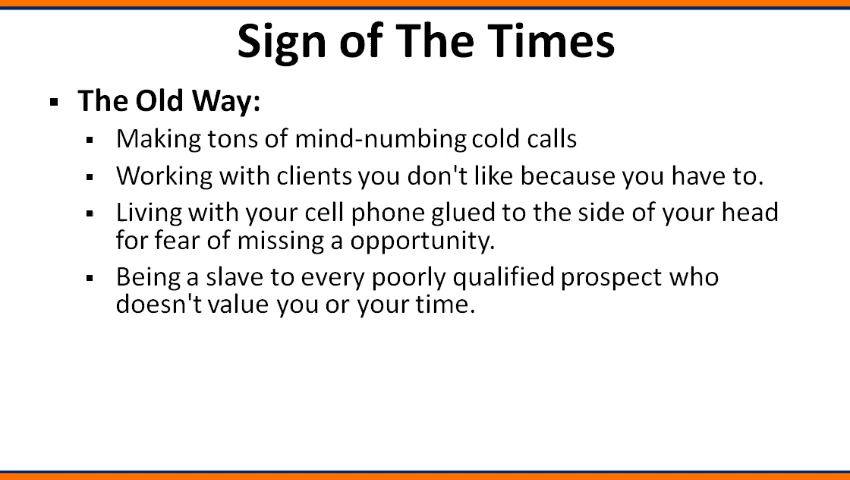 Sign of The Times
▪ The Old Way:
▪ Making tons of mind-numbing cold calls
▪ Working with clients you don't like because you have to.
▪ Living with your cell phone glued to the side of your head
for fear of missing a opportunity.
▪ Being a slave to every poorly qualified prospect who
doesn't value you or your time.